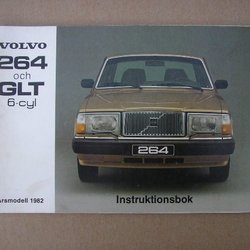 VOLVO
264
och
GLT
6-cyl
264
Instruktionsbok
Årsmodell 1982